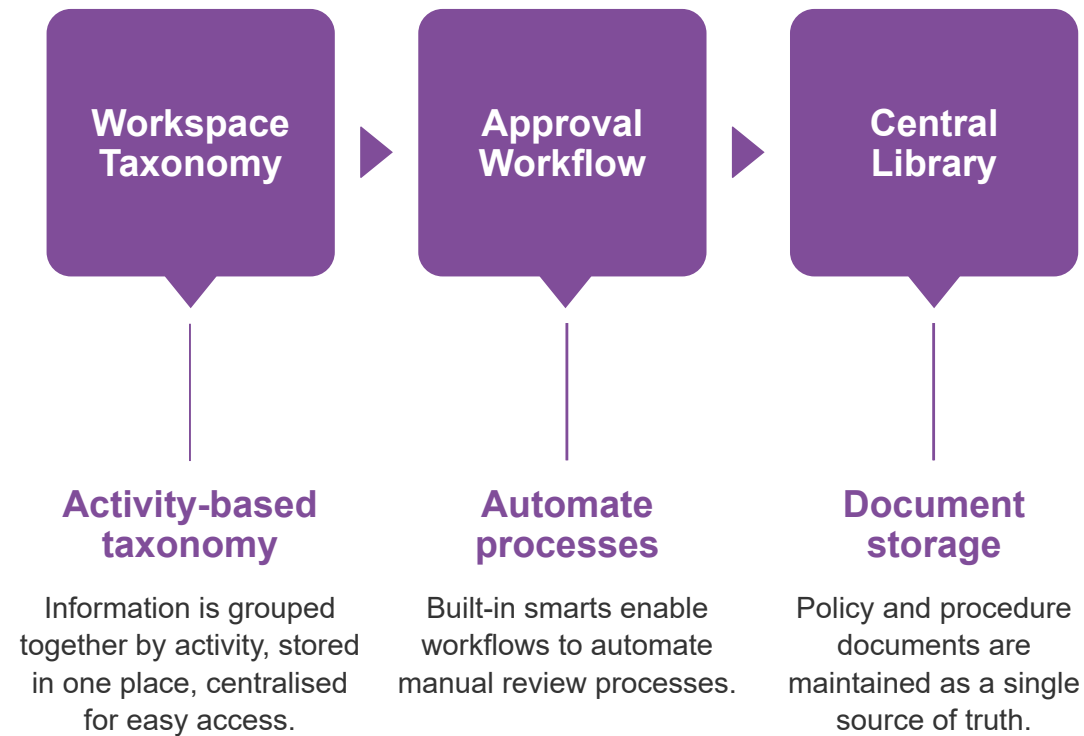 Workspace
Taxonomy
Approval
Workflow
Central
Library
Activity-based
taxonomy
Information is grouped
together by activity, stored
in one place, centralised
for easy access.
Automate
processes
Built-in smarts enable
workflows to automate
manual review processes.
Document
storage
Policy and procedure
documents are
maintained as a single
source of truth.